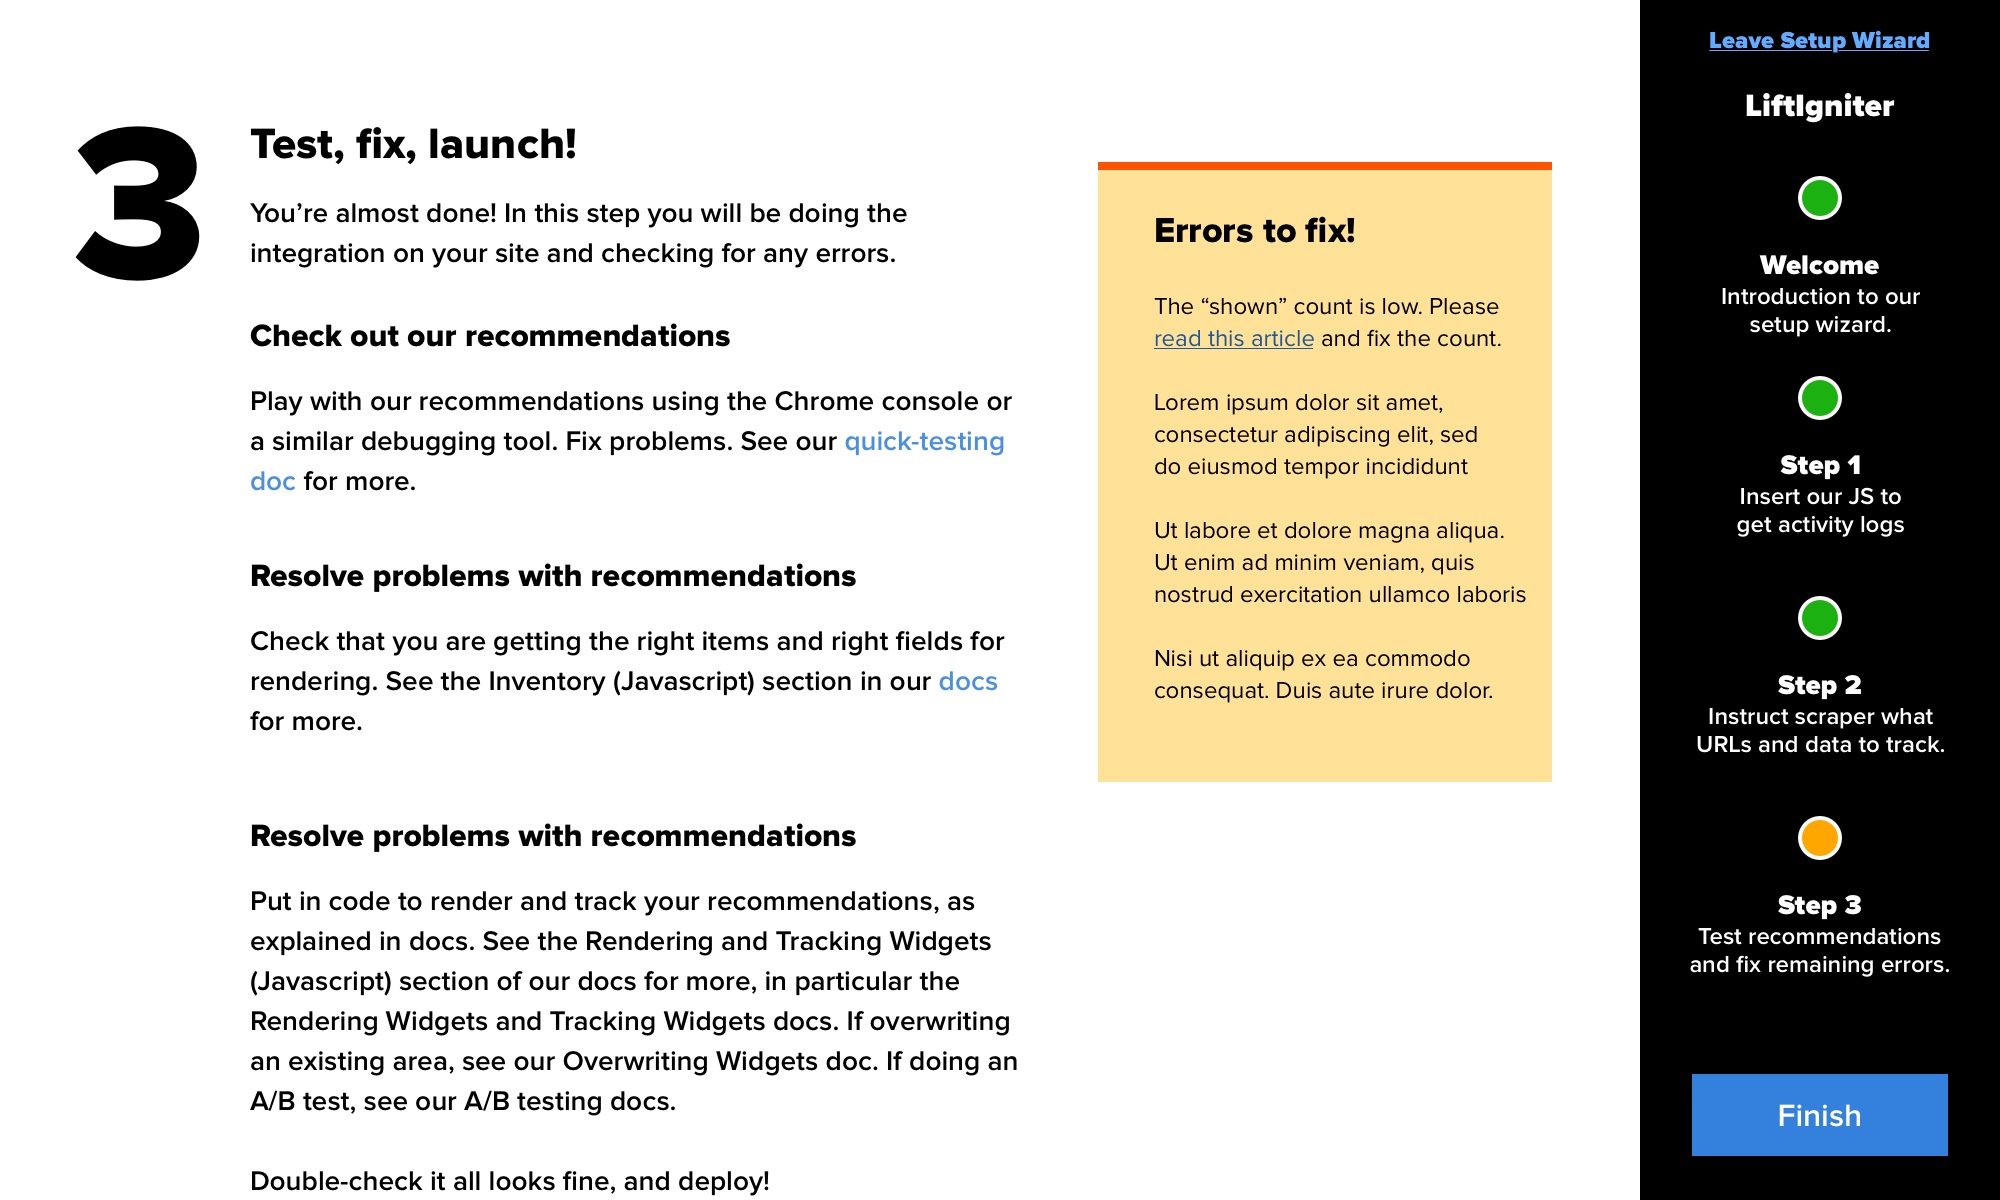 3
Test, fix, launch!
You’re almost done! In this step you will be doing the
integration on your site and checking for any errors.
Check out our recommendations
Play with our recommendations using the Chrome console or
a similar debugging tool. Fix problems. See our quick-testing
doc for more.
Resolve problems with recommendations
Check that you are getting the right items and right fields for
rendering. See the Inventory (Javascript) section in our docs
for more.
Resolve problems with recommendations
Put in code to render and track your recommendations, as
explained in docs. See the Rendering and Tracking Widgets
(Javascript) section of our docs for more, in particular the
Rendering Widgets and Tracking Widgets docs. If overwriting
an existing area, see our Overwriting Widgets doc. If doing an
A/B test, see our A/B testing docs.
Double-check it all looks fine, and deploy!
Errors to fix!
The “shown” count is low. Please
read this article and fix the count.
Lorem ipsum dolor sit amet,
consectetur adipiscing elit, sed
do eiusmod tempor incididunt
Ut labore et dolore magna aliqua.
Ut enim ad minim veniam, quis
nostrud exercitation ullamco laboris
Nisi ut aliquip ex ea commodo
consequat. Duis aute irure dolor.
Leave Setup Wizard
LiftIgniter
Welcome
Introduction to our
setup wizard.
Step 1
Insert our JS to
get activity logs
Step 2
Instruct scraper what
URLs and data to track.
Step 3
Test recommendations
and fix remaining errors.
Finish